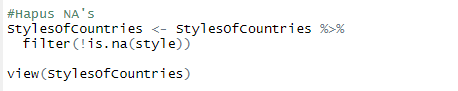 #Hapus NA's
StylesOfCountries <- StylesOfCountries %>%
  filter(!is.na(style))

view(StylesOfCountries)